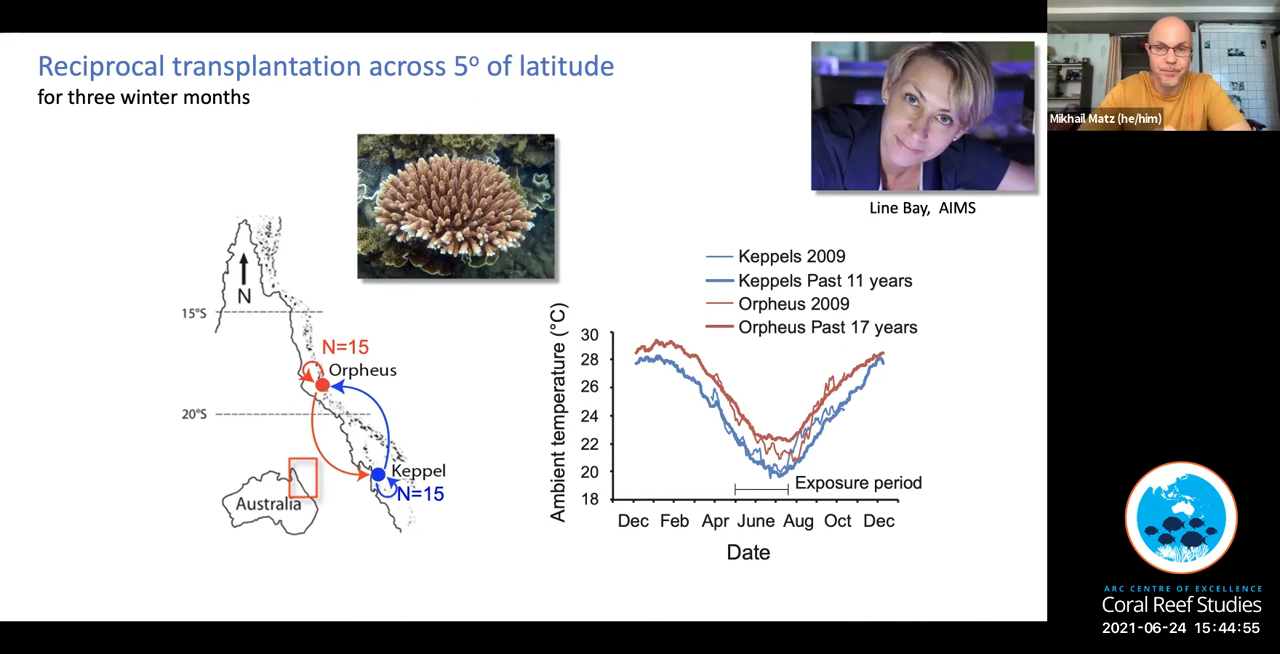 Reciprocal transplantation across 5º of latitude
for three winter months
Mikhail Matz (he/him)
Line Bay, AIMS
N
15°S
N=15
Orpheus
20°S
Keppel
N=15
Australia
Keppels 2009
Keppels Past 11 years
Orpheus 2009
Orpheus Past 17 years
Ambient temperature (°C)
30
28
26
24
22
20
18
Exposure period
Dec Feb Apr June Aug Oct Dec
Date
ARC CENTRE OF EXCELLENCE
Coral Reef Studies
2021-06-24 15:44:55